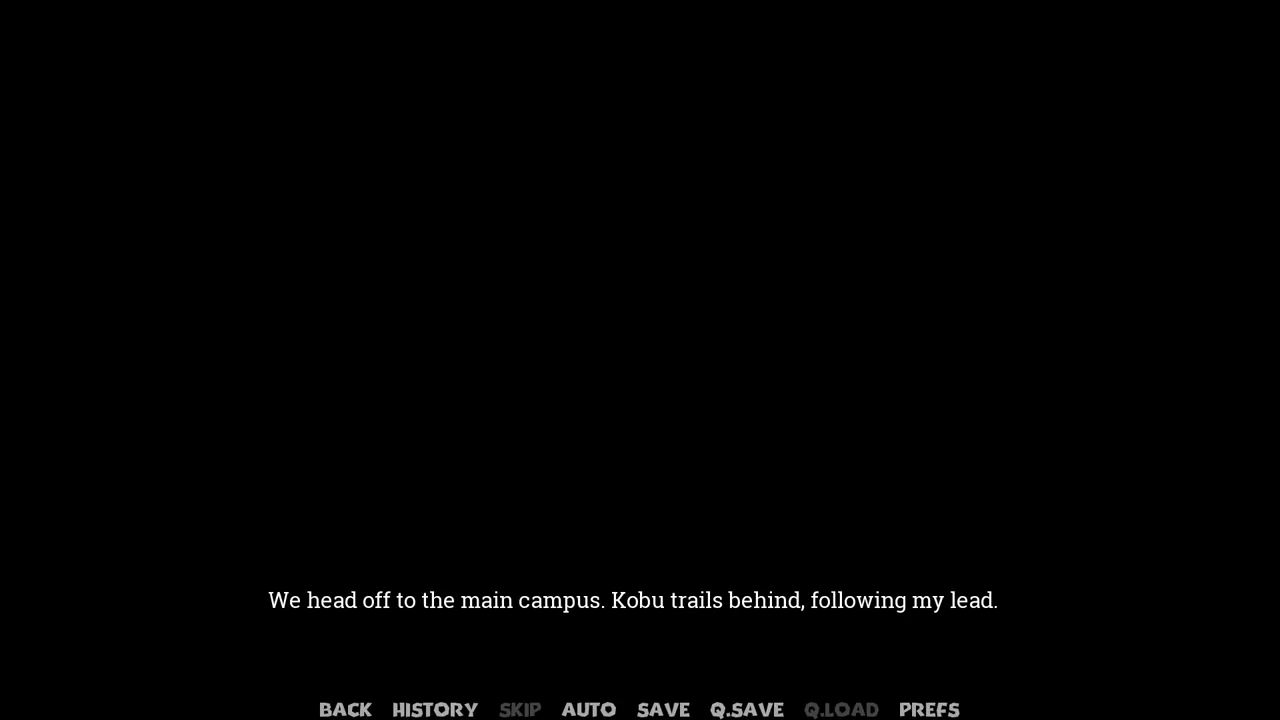 We head off to the main campus. Kobu trails behind, following my lead.
BACK HISTORY SKIP AUTO SAVE Q.SAVE Q.LOAD PREFS